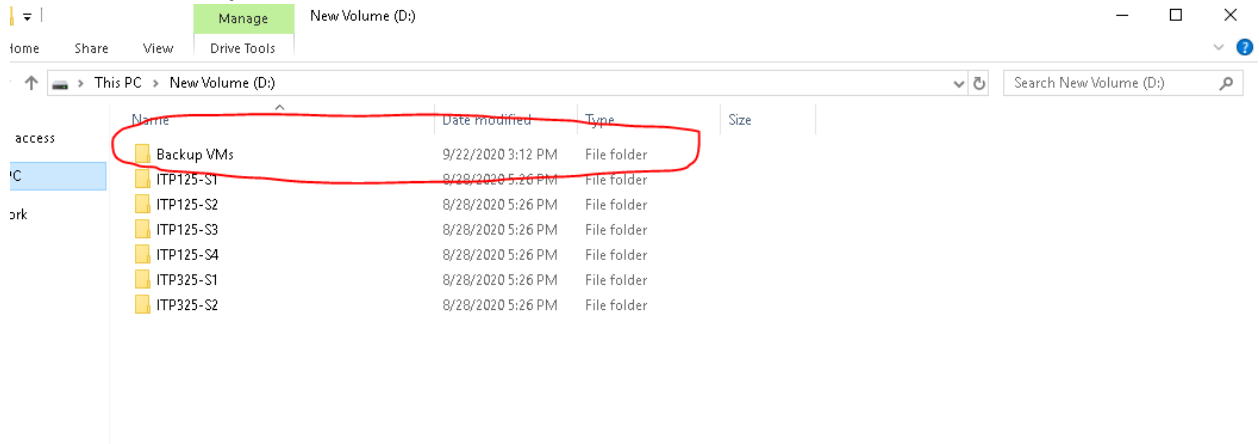 Manage New Volume (D:)
Home Share View Drive Tools
This PC > New Volume (D:) Search New Volume (D:)
Name Date modified Type Size
access
Backup VMs 9/22/2020 3:12 PM File folder
PC
ITP125-S1 8/28/2020 5:26 PM File folder
ITP125-S2 8/28/2020 5:26 PM File folder
ork
ITP125-S3 8/28/2020 5:26 PM File folder
ITP125-S4 8/28/2020 5:26 PM File folder
ITP325-S1 8/28/2020 5:26 PM File folder
ITP325-S2 8/28/2020 5:26 PM File folder